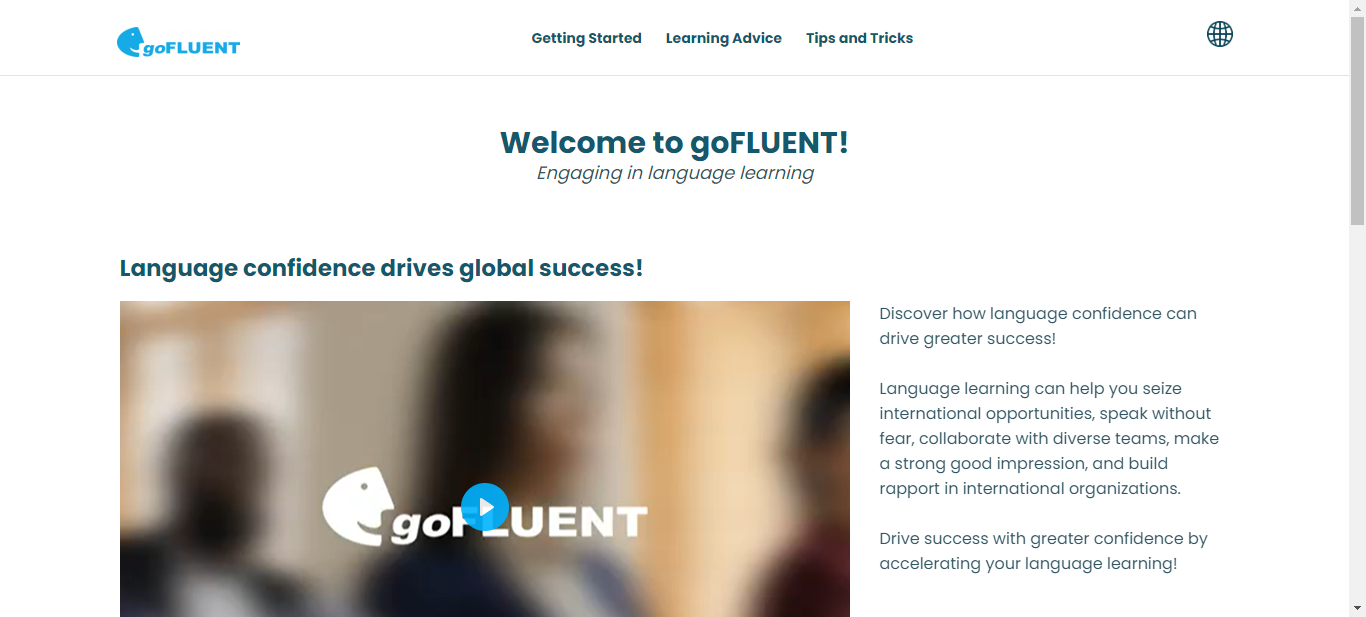 goFLUENT
Getting Started
Learning Advice
Tips and Tricks
Welcome to goFLUENT!
Engaging in language learning
Language confidence drives global success!
goFLUENT
Discover how language confidence can
drive greater success!
Language learning can help you seize
international opportunities, speak without
fear, collaborate with diverse teams, make
a strong good impression, and build
rapport in international organizations.
Drive success with greater confidence by
accelerating your language learning!